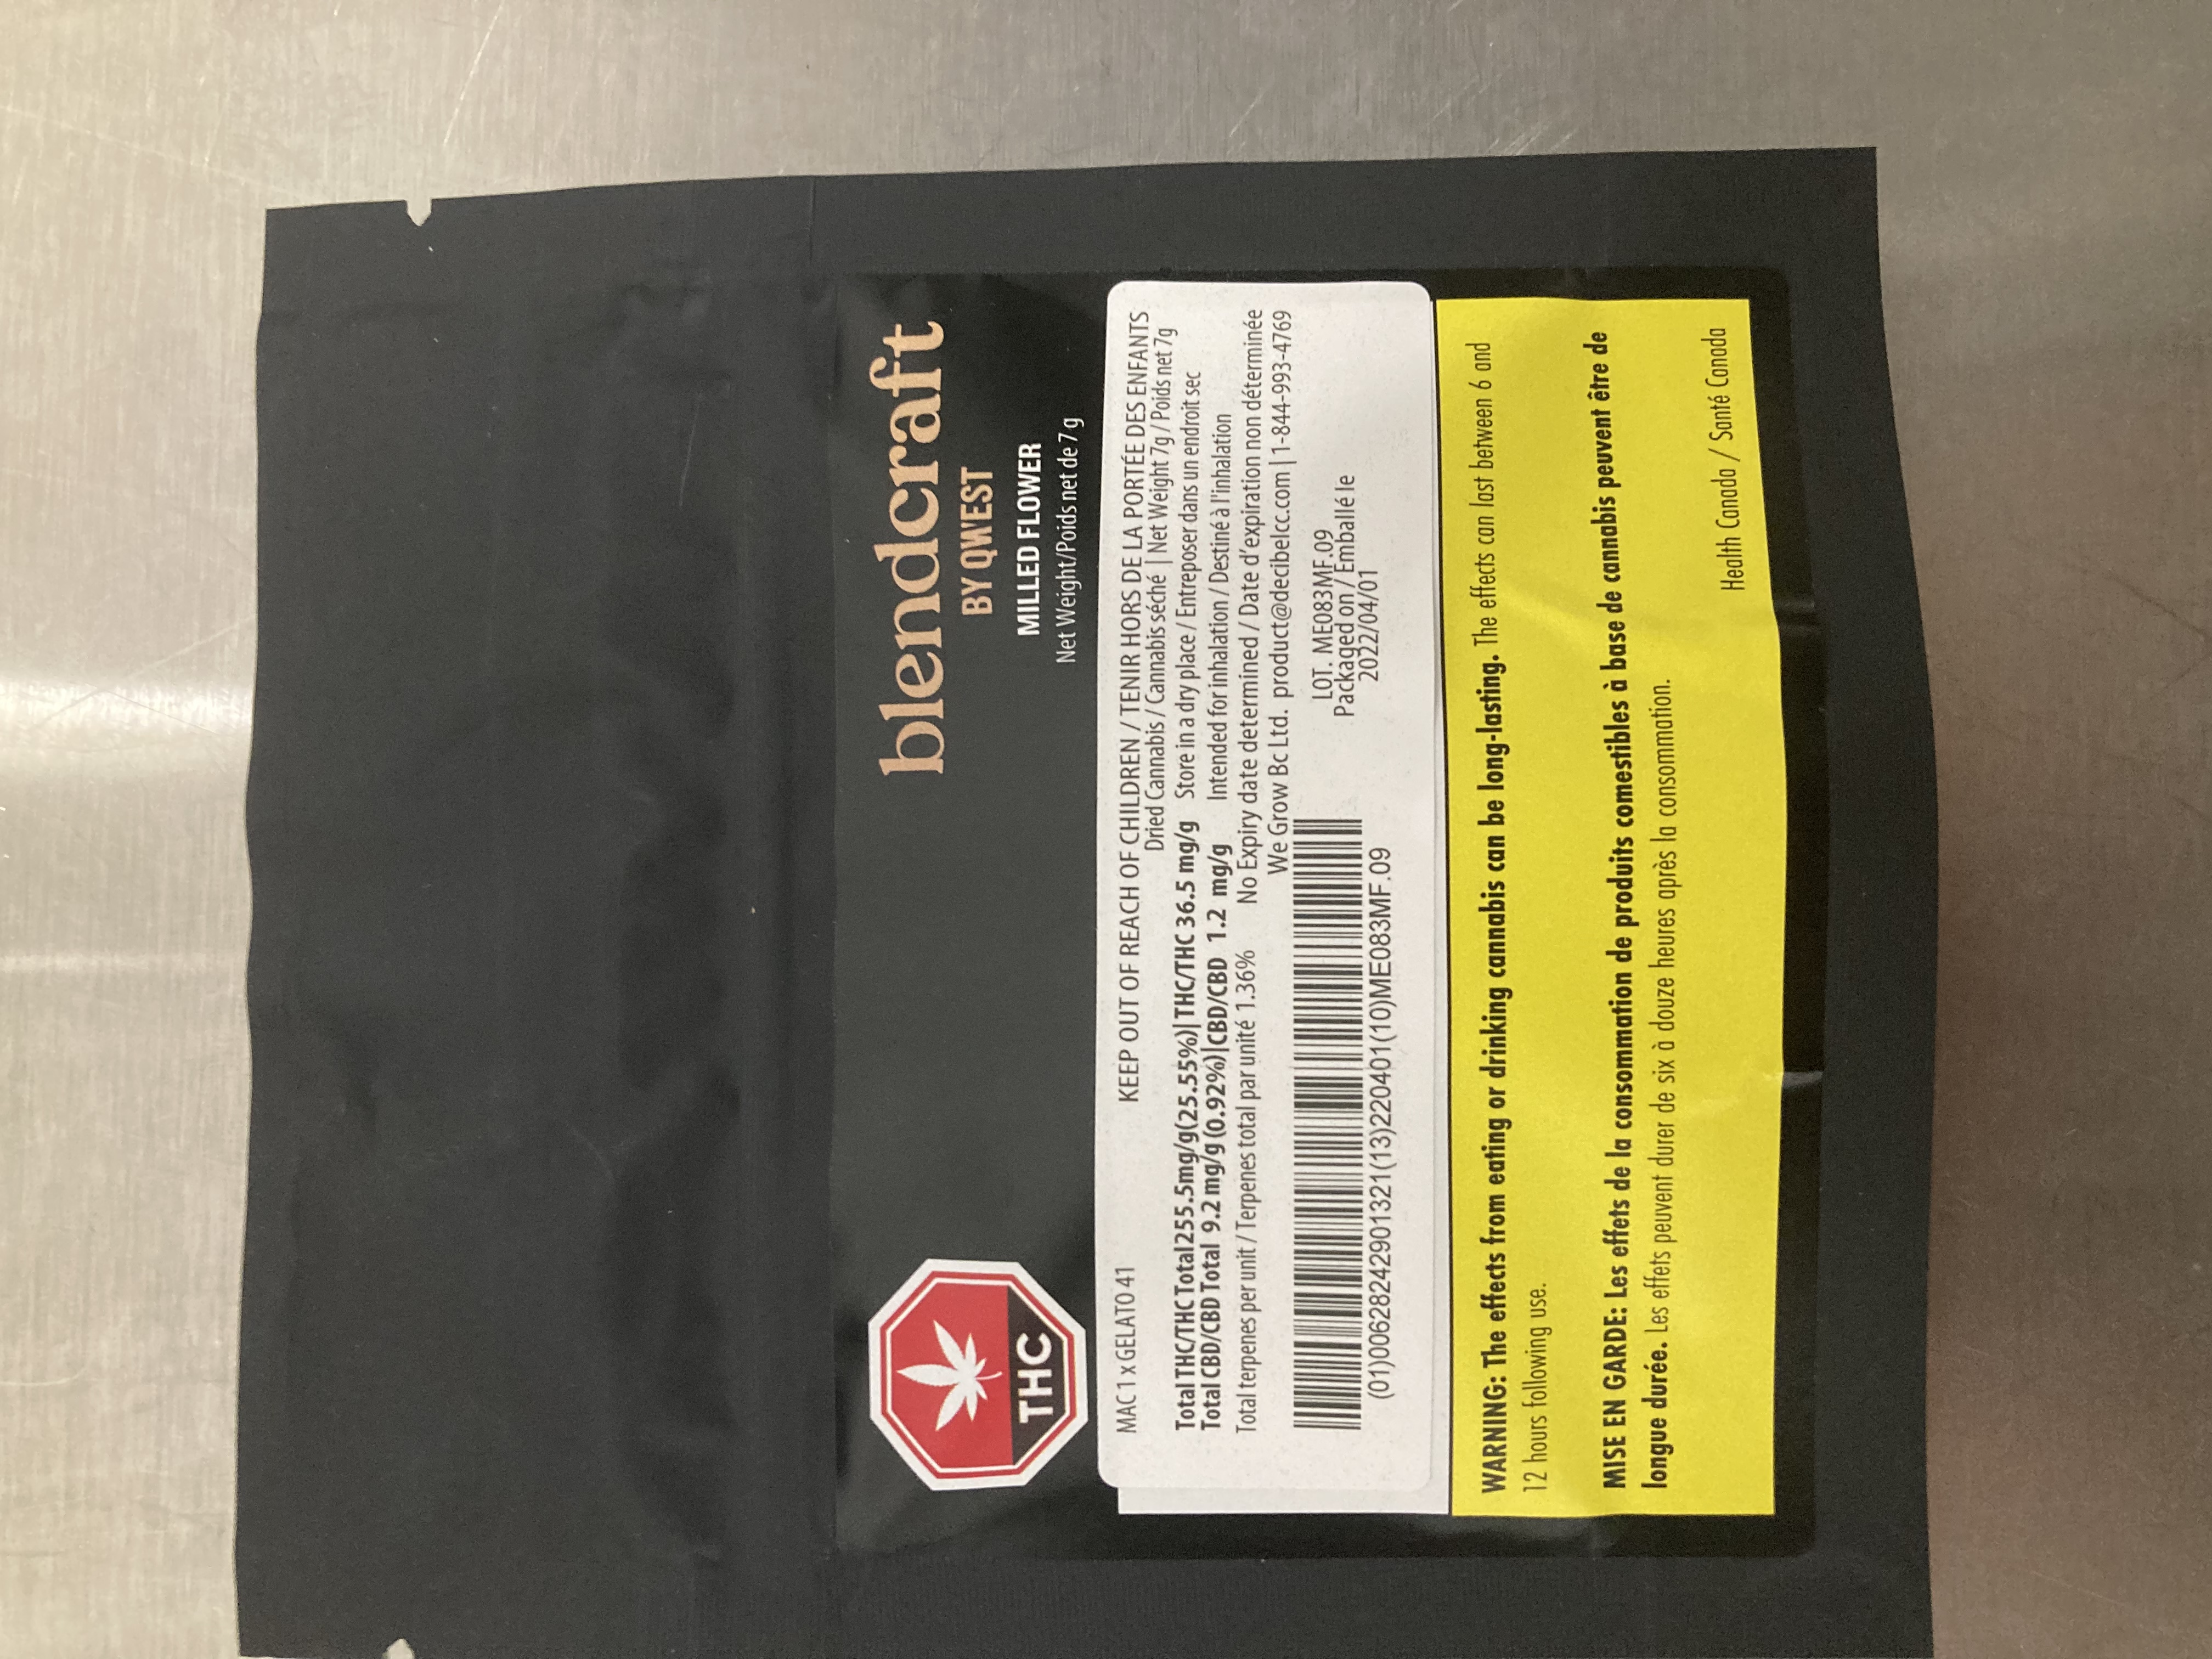 THC
blendcraft
BY QWEST
MILLED FLOWER
Net Weight/Poids net de 7 g
MAC 1 x GELATO 41
KEEP OUT OF REACH OF CHILDREN / TENIR HORS DE LA PORTÉE DES ENFANTS
Dried Cannabis / Cannabis séché | Net Weight 7g / Poids net 7g
Total THC/THC Total 255.5mg/g(25.55%)| THC/THC 36.5 mg/g
Store in a dry place / Entreposer dans un endroit sec
Total CBD/CBD Total 9.2 mg/g (0.92%)|CBD/CBD 1.2 mg/g
Intended for inhalation / Destiné à l'inhalation
Total terpenes per unit / Terpenes total par unité 1.36%
No Expiry date determined / Date d'expiration non déterminée
We Grow Bc Ltd. product@decibelcc.com | 1-844-993-4769
(01)00628242901321(13)220401(10)ME083MF.09
LOT. ME083MF.09
Packaged on / Emballé le
2022/04/01
WARNING: The effects from eating or drinking cannabis can be long-lasting. The effects can last between 6 and
12 hours following use.
MISE EN GARDE: Les effets de la consommation de produits comestibles à base de cannabis peuvent être de
longue durée. Les effets peuvent durer de six à douze heures après la consommation.
Health Canada / Santé Canada